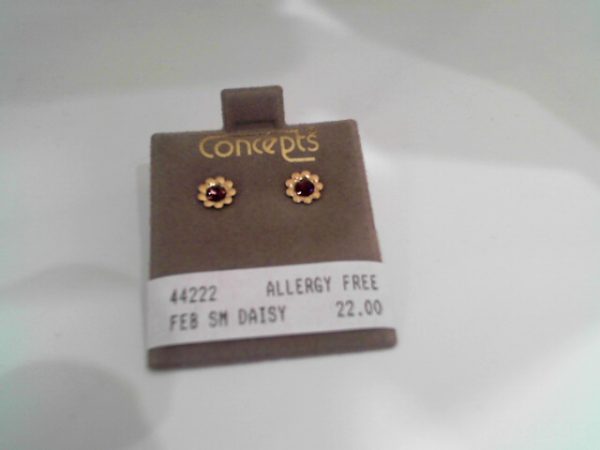 Concepts
44222 ALLERGY FREE
FEB SM DAISY 22.00